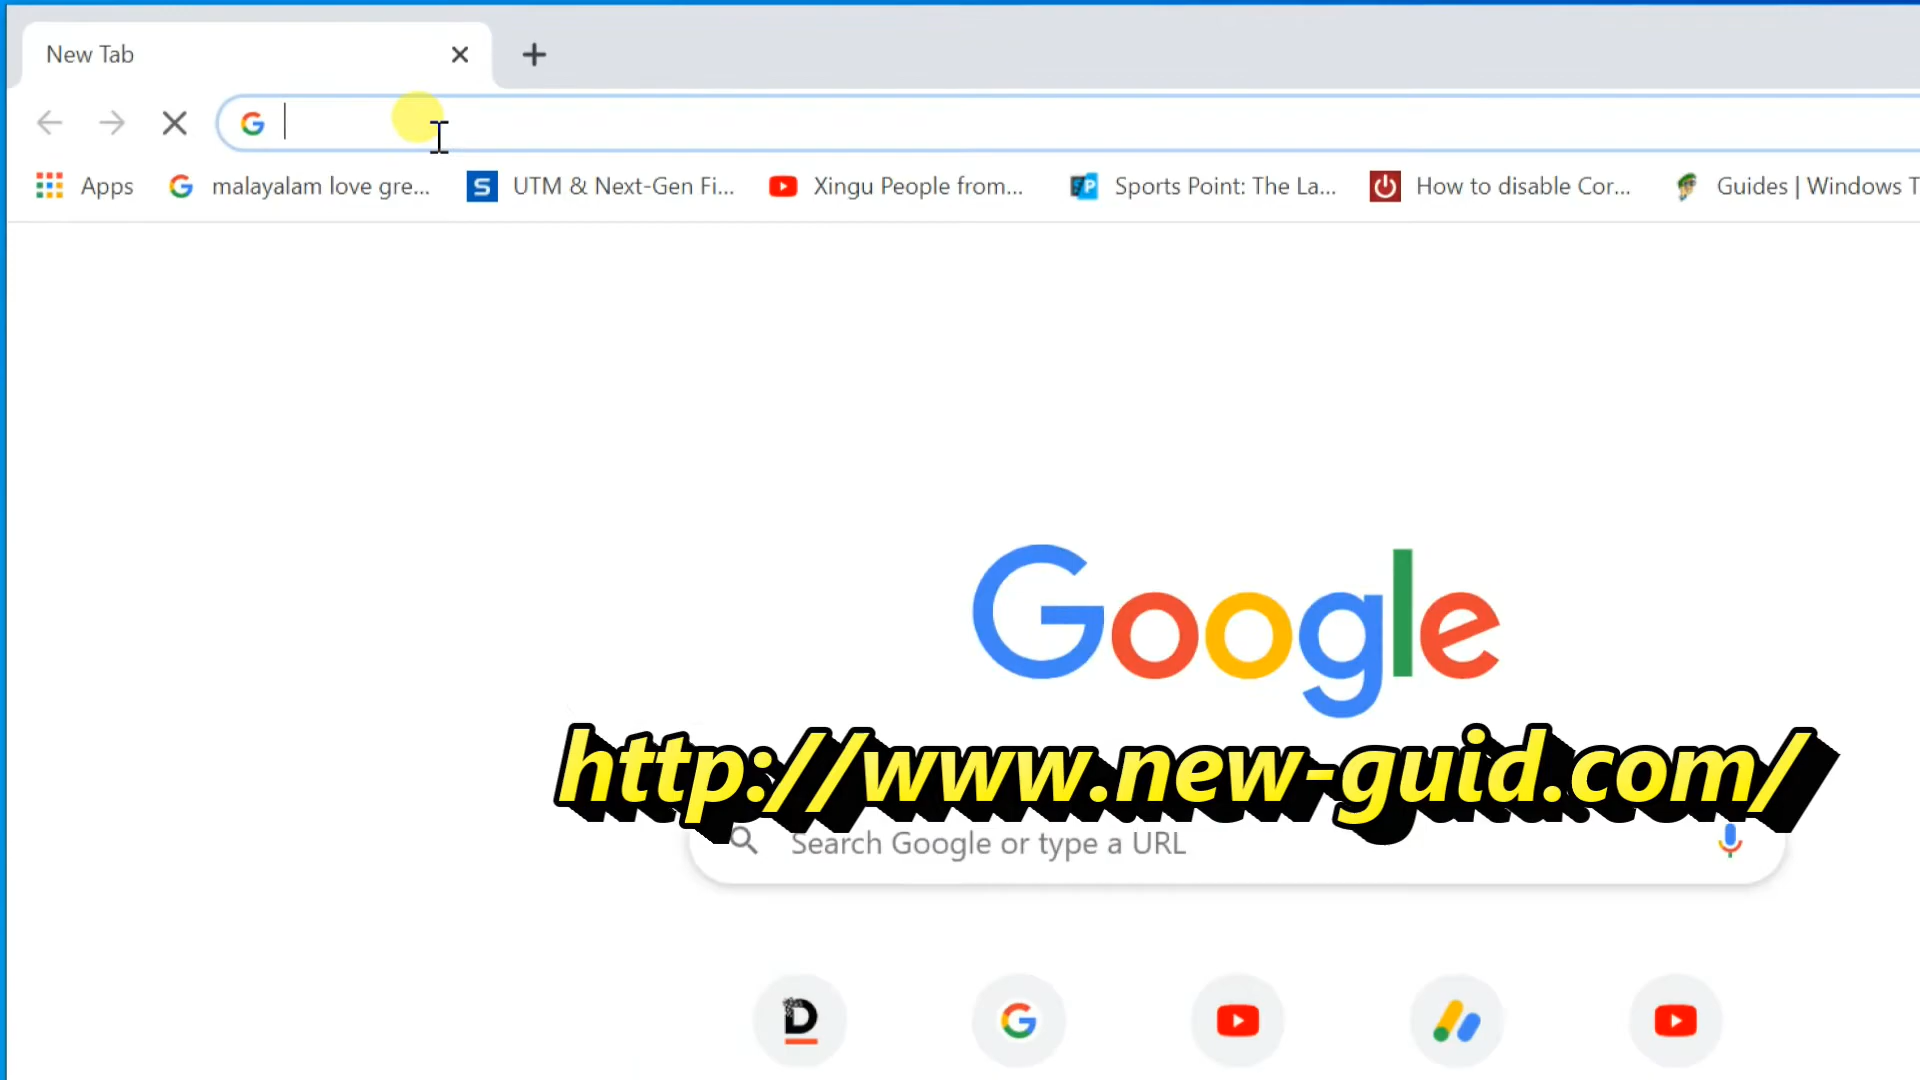 New Tab
Apps
malayalam love gre...
UTM & Next-Gen Fi...
Xingu People from...
Sports Point: The La...
How to disable Cor...
Guides | Windows T
Google
http://www.new-guid.com/
Search Google or type a URL